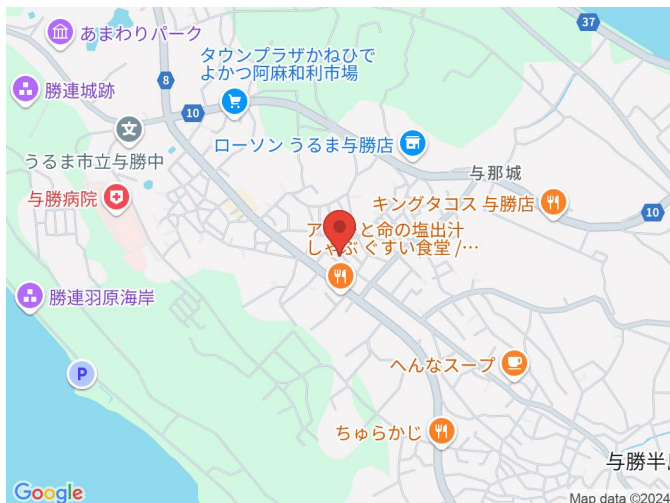 あまわりパーク
37
タウンプラザかねひで
よかつ阿麻和利市場
8
勝連城跡
10
うるま市立与勝中
ローソン うるま与勝店
与那城
与勝病院
キングタコス 与勝店
10
と命の塩出汁
しゃぶ ぐすい食堂 /…
勝連羽原海岸
P
へんなスープ
ちゅらかじ
与勝半
Google
Map data ©2024